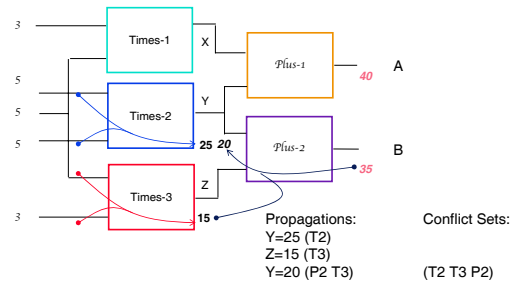 3
Times-1
X
Plus-1
40
A
5
5
5
Times-2
Y
25 20
Plus-2
B
35
Times-3
Z
15
3
Propagations:
Conflict Sets:
Y=25 (T2)
Z=15 (T3)
Y=20 (P2 T3)
(T2 T3 P2)